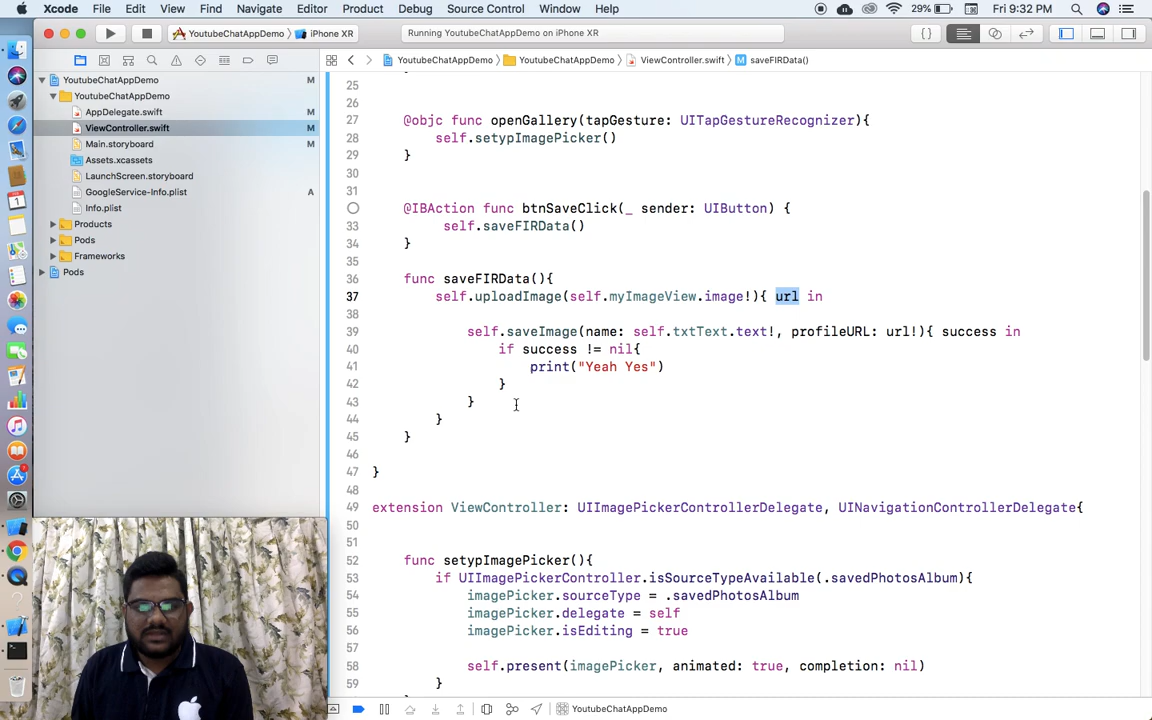 Xcode File Edit View Find Navigate Editor Product Debug Source Control Window Help 29% Fri 9:32 PM
YoutubeChatAppDemo iPhone XR Running YoutubeChatAppDemo on iPhone XR
YoutubeChatAppDemo YoutubeChatAppDemo ViewController.swift M saveFIRData()
YoutubeChatAppDemo M
YoutubeChatAppDemo
AppDelegate.swift M
ViewController.swift M
Main.storyboard M
Assets.xcassets
LaunchScreen.storyboard
GoogleService-Info.plist A
Info.plist
Products
Pods
Frameworks
Pods
25
26
27 @objc func openGallery(tapGesture: UITapGestureRecognizer){
28 self.setypImagePicker()
29 }
30
31
@IBAction func btnSaveClick(_ sender: UIButton) {
33 self.saveFIRData()
34 }
35
36 func saveFIRData(){
37 self.uploadImage(self.myImageView.image!){ url in
38
39 self.saveImage(name: self.txtText.text!, profileURL: url!){ success in
40 if success != nil{
41 print("Yeah Yes")
42 }
43 }
44 }
45 }
46
47 }
48
49 extension ViewController: UIImagePickerControllerDelegate, UINavigationControllerDelegate{
50
51
52 func setypImagePicker(){
53 if UIImagePickerController.isSourceTypeAvailable(.savedPhotosAlbum){
54 imagePicker.sourceType = .savedPhotosAlbum
55 imagePicker.delegate = self
56 imagePicker.isEditing = true
57
58 self.present(imagePicker, animated: true, completion: nil)
59 }
YoutubeChatAppDemo